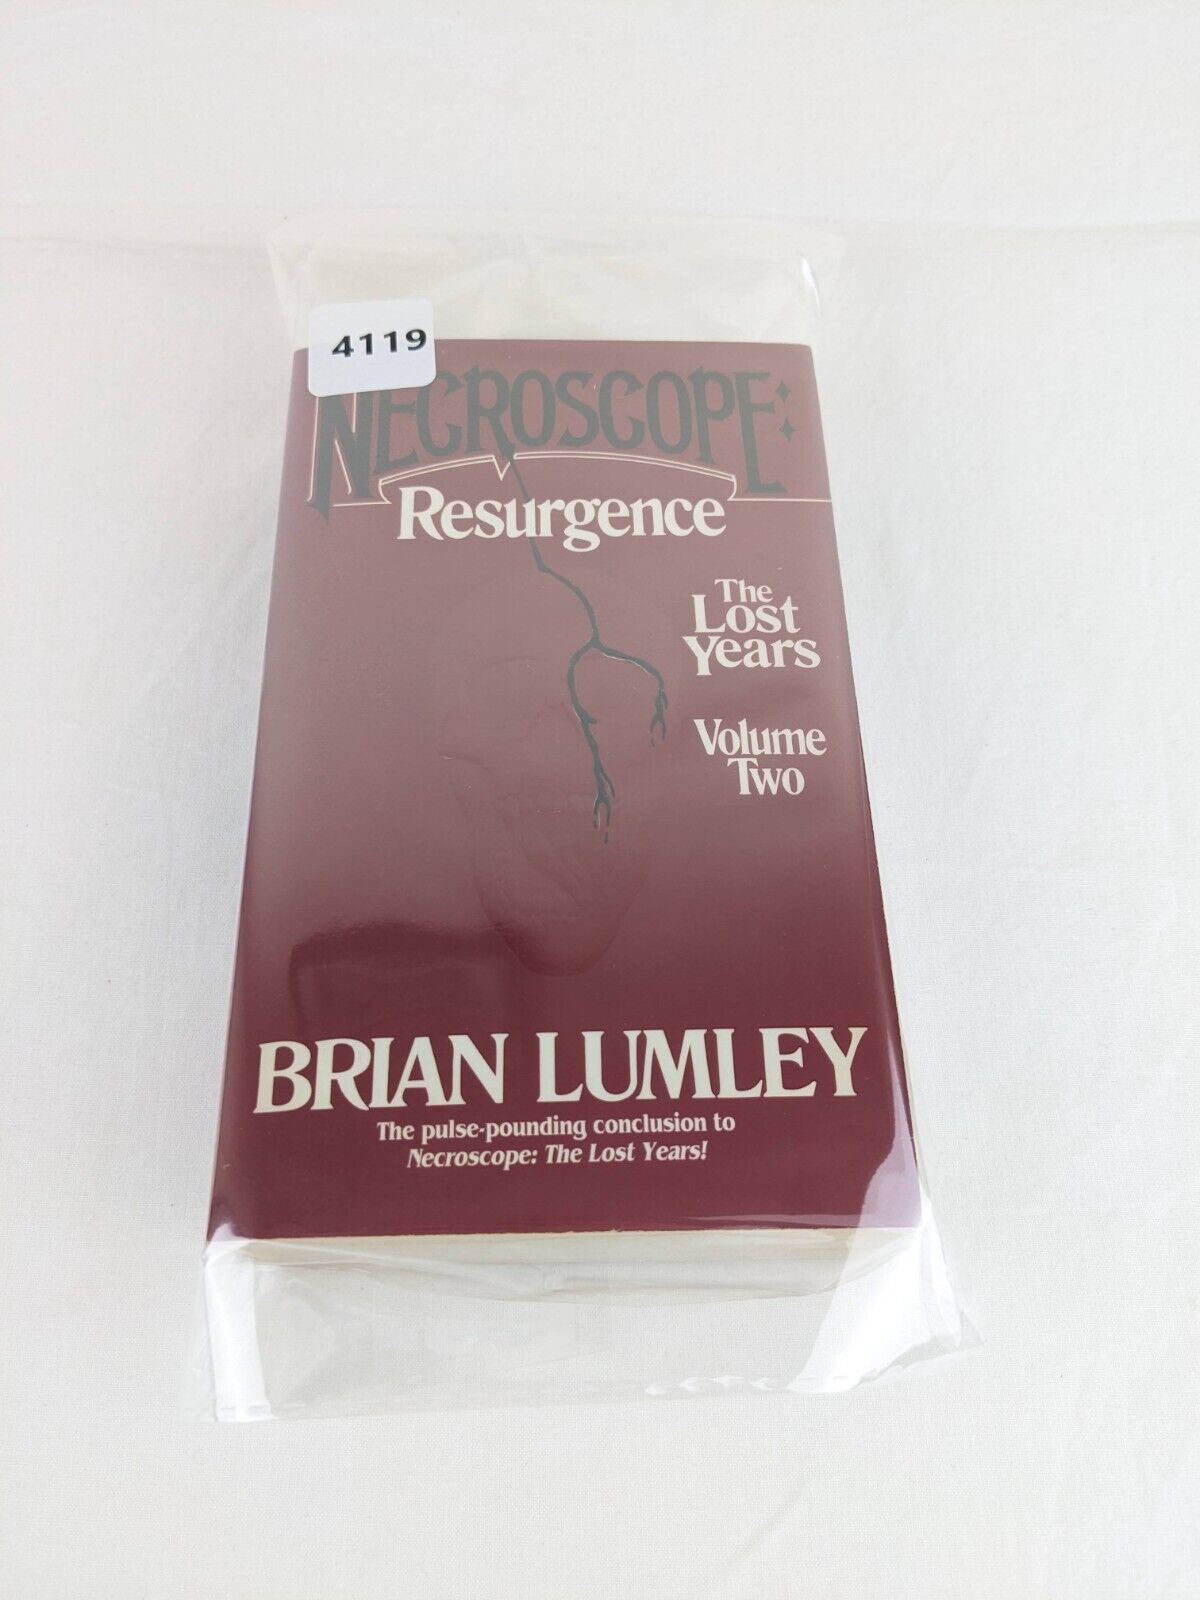 4119
NECROSCOPE:
Resurgence
The
Lost
Years
Volume
Two
BRIAN LUMLEY
The pulse-pounding conclusion to
Necroscope: The Lost Years!